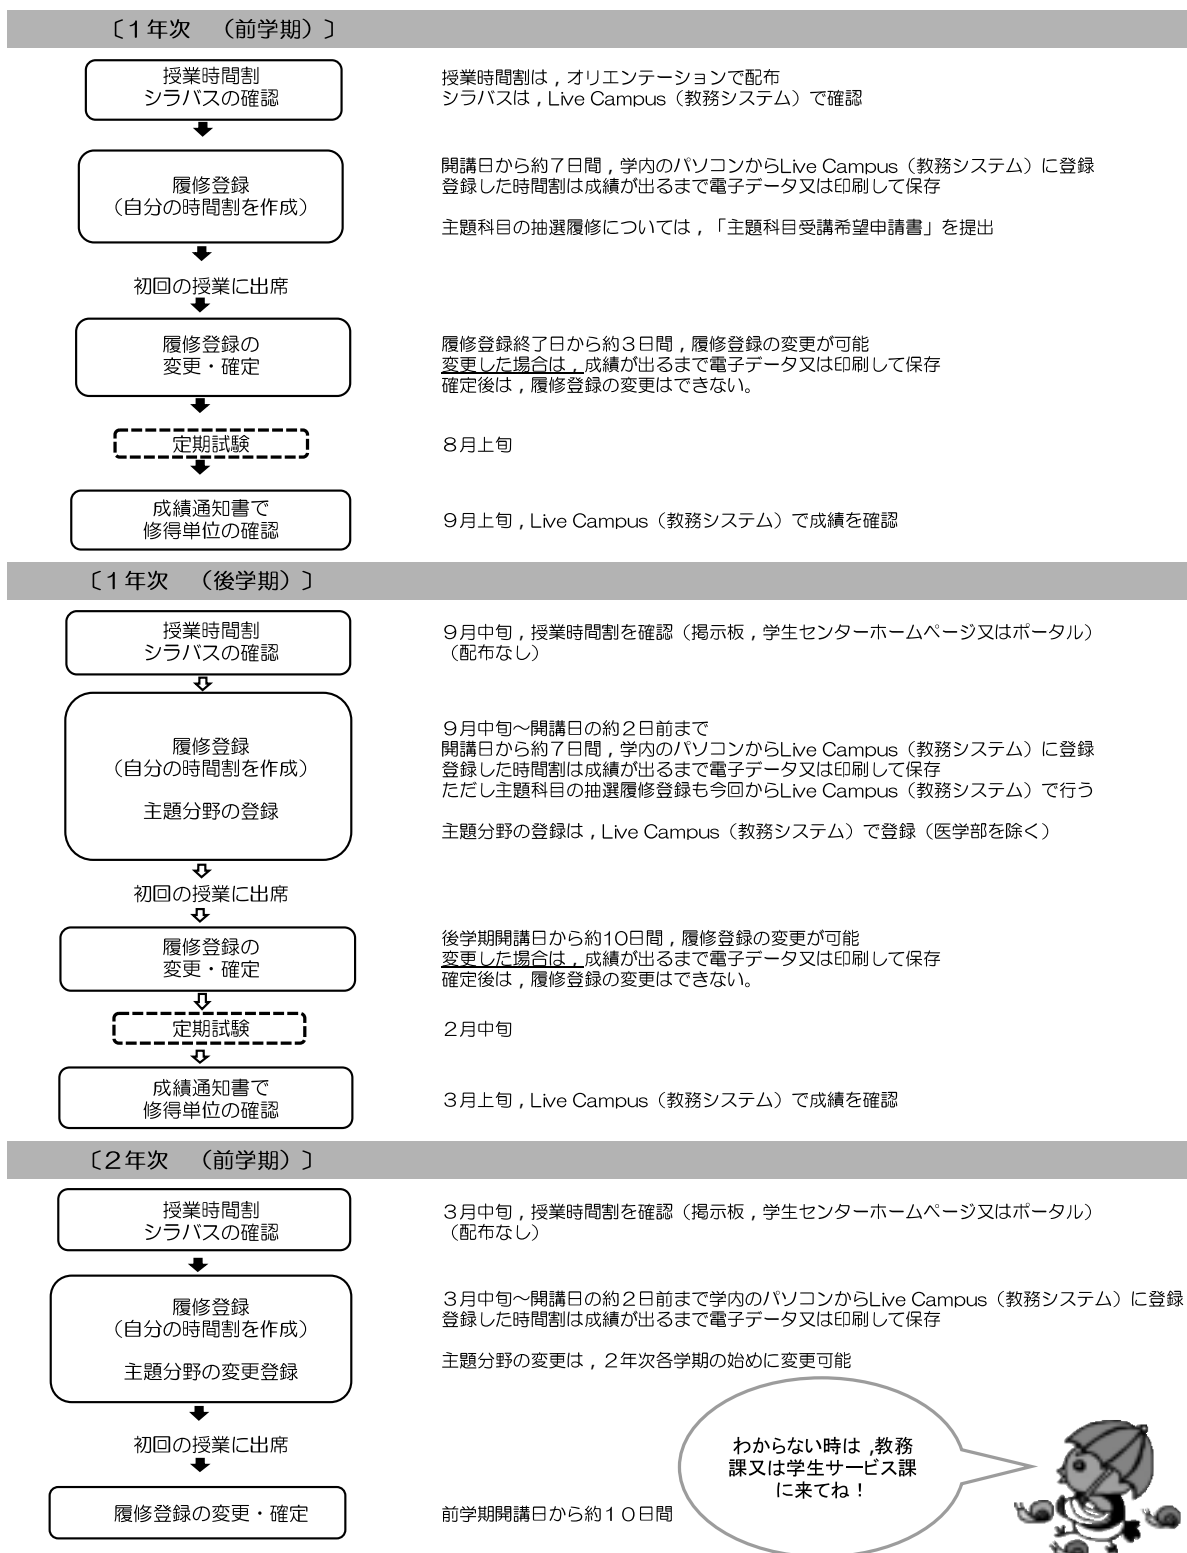 〔１年次　（前学期）〕
授業時間割
シラバスの確認
授業時間割は，オリエンテーションで配布
シラバスは，Live Campus（教務システム）で確認
履修登録
（自分の時間割を作成）
開講日から約７日間，学内のパソコンからLive Campus（教務システム）に登録
登録した時間割は成績が出るまで電子データ又は印刷して保存
主題科目の抽選履修については，「主題科目受講希望申請書」を提出
初回の授業に出席
履修登録の
変更・確定
履修登録終了日から約３日間，履修登録の変更が可能
変更した場合は，成績が出るまで電子データ又は印刷して保存
確定後は，履修登録の変更はできない。
定期試験
８月上旬
成績通知書で
修得単位の確認
９月上旬，Live Campus（教務システム）で成績を確認
〔１年次　（後学期）〕
授業時間割
シラバスの確認
９月中旬，授業時間割を確認（掲示板，学生センターホームページ又はポータル）
（配布なし）
履修登録
（自分の時間割を作成）
主題分野の登録
９月中旬～開講日の約２日前まで
開講日から約７日間，学内のパソコンからLive Campus（教務システム）に登録
登録した時間割は成績が出るまで電子データ又は印刷して保存
ただし主題科目の抽選履修登録も今回からLive Campus（教務システム）で行う
主題分野の登録は，Live Campus（教務システム）で登録（医学部を除く）
初回の授業に出席
履修登録の
変更・確定
後学期開講日から約10日間，履修登録の変更が可能
変更した場合は，成績が出るまで電子データ又は印刷して保存
確定後は，履修登録の変更はできない。
定期試験
２月中旬
成績通知書で
修得単位の確認
３月上旬，Live Campus（教務システム）で成績を確認
〔２年次　（前学期）〕
授業時間割
シラバスの確認
３月中旬，授業時間割を確認（掲示板，学生センターホームページ又はポータル）
（配布なし）
履修登録
（自分の時間割を作成）
主題分野の変更登録
３月中旬～開講日の約２日前まで学内のパソコンからLive Campus（教務システム）に登録
登録した時間割は成績が出るまで電子データ又は印刷して保存
主題分野の変更は，２年次各学期の始めに変更可能
初回の授業に出席
履修登録の変更・確定
前学期開講日から約１０日間
わからない時は，教務
課又は学生サービス課
に来てね！